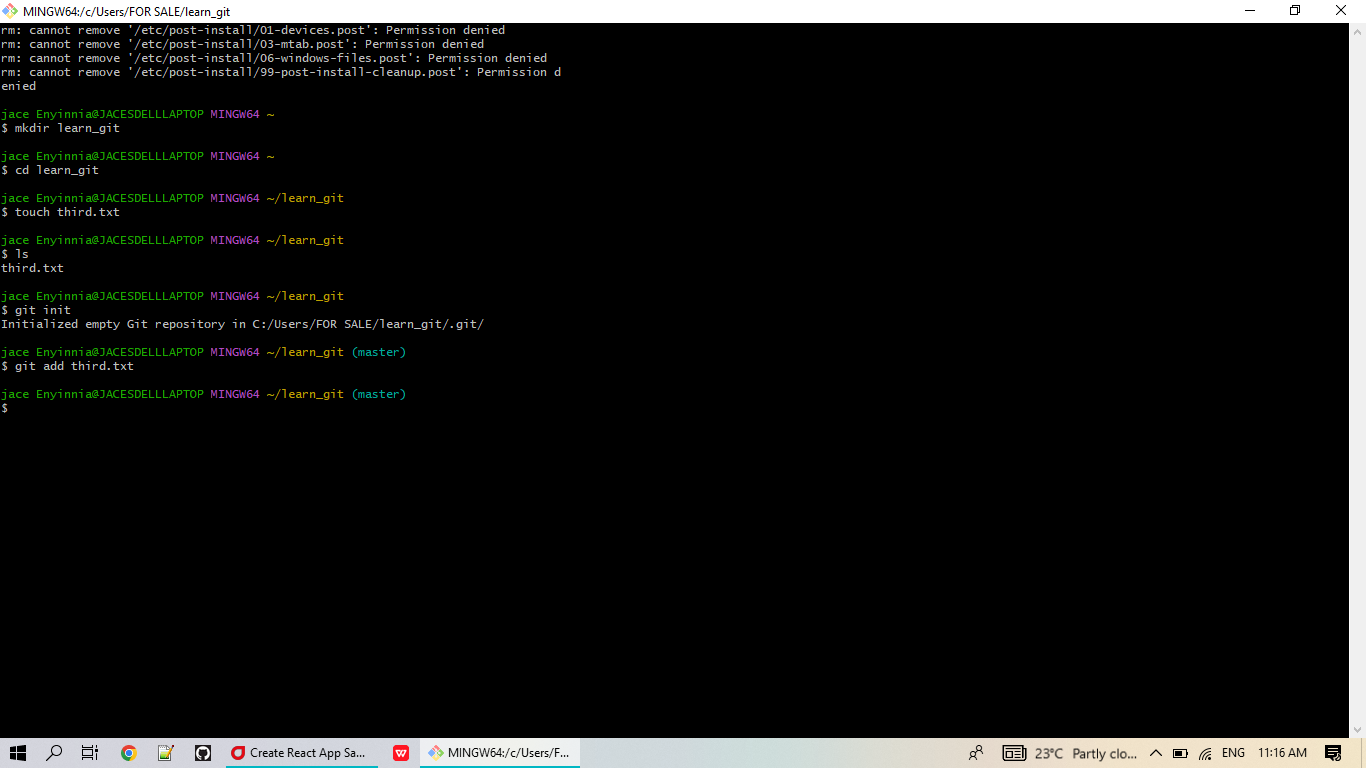 MINGW64:/c/Users/FOR SALE/learn_git
rm: cannot remove '/etc/post-install/01-devices.post': Permission denied
rm: cannot remove '/etc/post-install/03-mtab.post': Permission denied
rm: cannot remove '/etc/post-install/06-windows-files.post': Permission denied
rm: cannot remove '/etc/post-install/99-post-install-cleanup.post': Permission d
enied
jace Enyinnia@JACESDELLLAPTOP MINGW64 ~
$ mkdir learn_git
jace Enyinnia@JACESDELLLAPTOP MINGW64 ~
$ cd learn_git
jace Enyinnia@JACESDELLLAPTOP MINGW64 ~/learn_git
$ touch third.txt
jace Enyinnia@JACESDELLLAPTOP MINGW64 ~/learn_git
$ ls
third.txt
jace Enyinnia@JACESDELLLAPTOP MINGW64 ~/learn_git
$ git init
Initialized empty Git repository in C:/Users/FOR SALE/learn_git/.git/
jace Enyinnia@JACESDELLLAPTOP MINGW64 ~/learn_git (master)
$ git add third.txt
jace Enyinnia@JACESDELLLAPTOP MINGW64 ~/learn_git (master)
$
Create React App Sa... MINGW64:/c/Users/F... 23°C Partly clo... ENG 11:16 AM